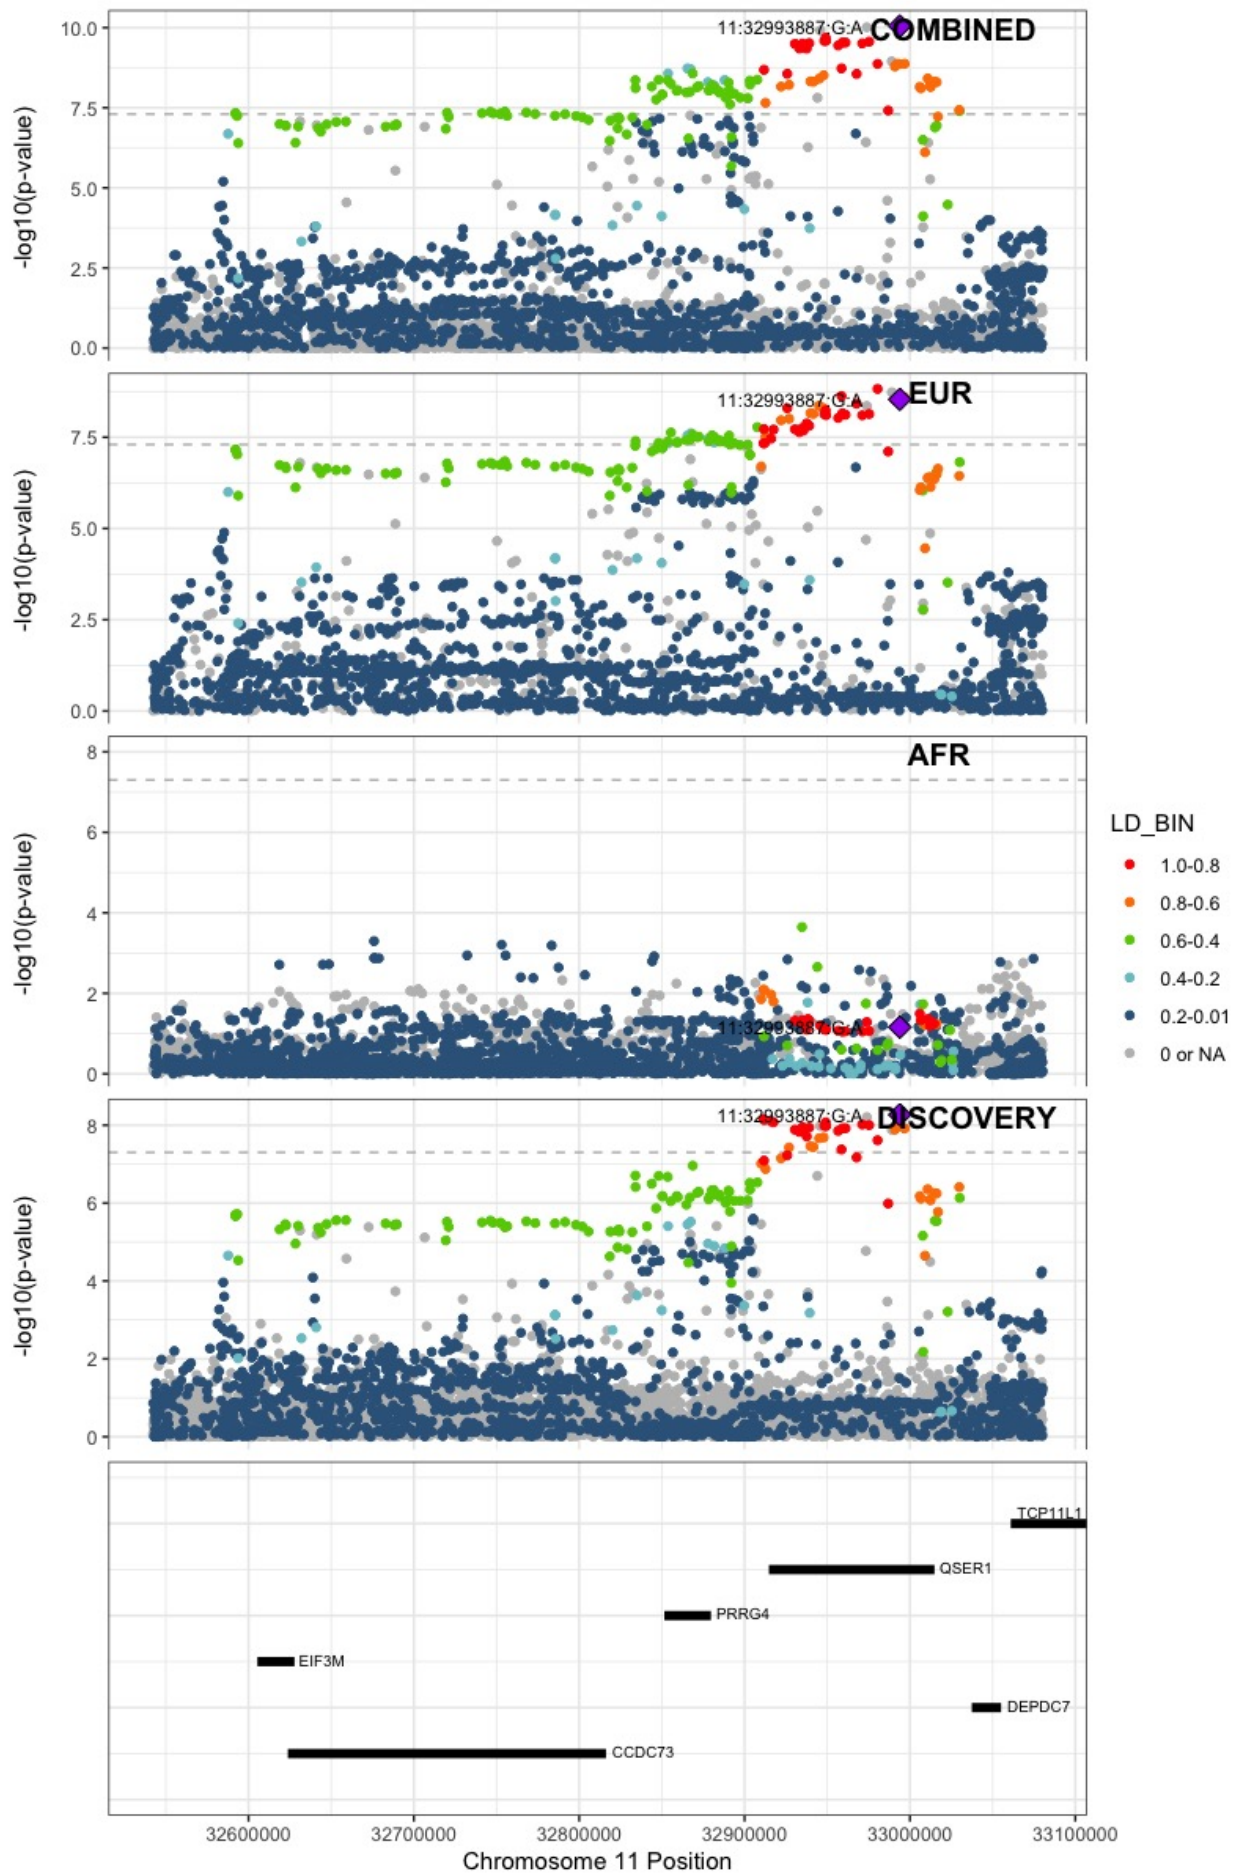 COMBINED
11:32993887:G:A
10.0
7.5
5.0
2.5
0.0
-log10(p-value)
EUR
11:32993887:G:A
7.5
5.0
2.5
0.0
-log10(p-value)
AFR
11:32993887:G:A
8
6
4
2
0
-log10(p-value)
LD_BIN
1.0-0.8
0.8-0.6
0.6-0.4
0.4-0.2
0.2-0.01
0 or NA
DISCOVERY
11:32993887:G:A
8
6
4
2
0
-log10(p-value)
TCP11L1
QSER1
PRRG4
EIF3M
DEPDC7
CCDC73
32600000 32700000 32800000 32900000 33000000 33100000
Chromosome 11 Position